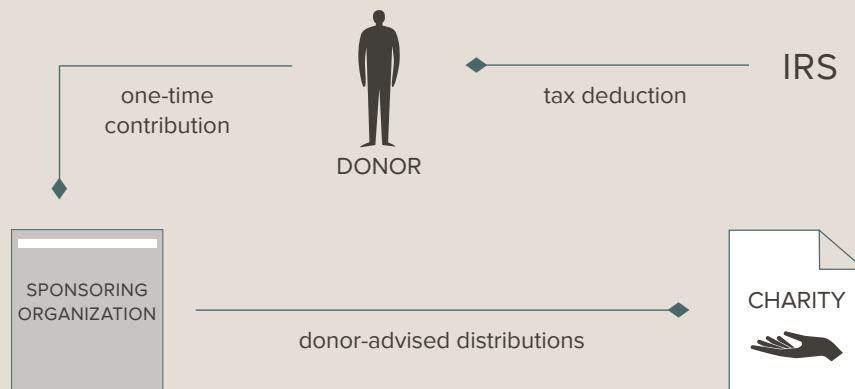 IRS
one-time
contribution
tax deduction
DONOR
SPONSORING
ORGANIZATION
CHARITY
donor-advised distributions